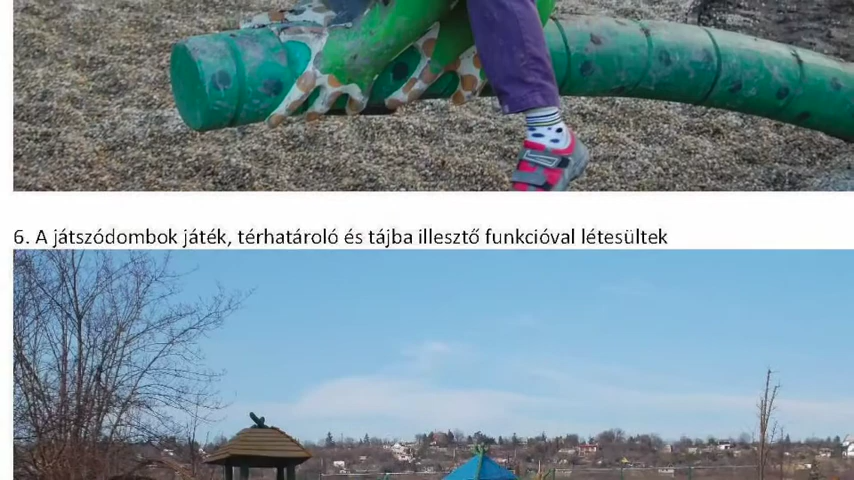 6. A játszódombok játék, térhatároló és tájba illesztő funkcióval létesültek